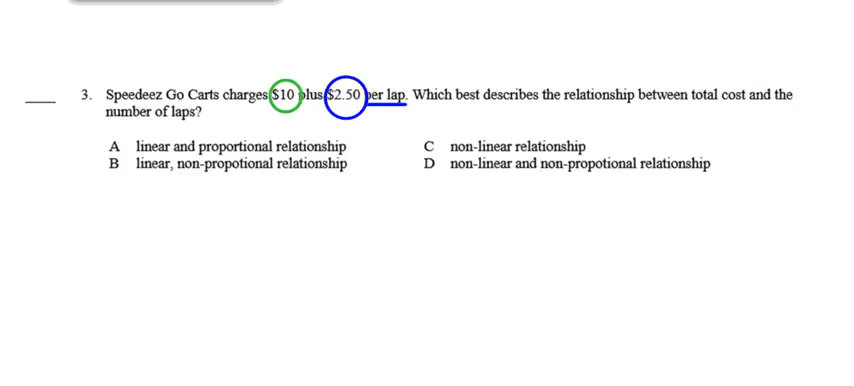 3. Speedeez Go Carts charges $10 plus $2.50 per lap. Which best describes the relationship between total cost and the
number of laps?
A linear and proportional relationship
B linear, non-propotional relationship
C non-linear relationship
D non-linear and non-propotional relationship